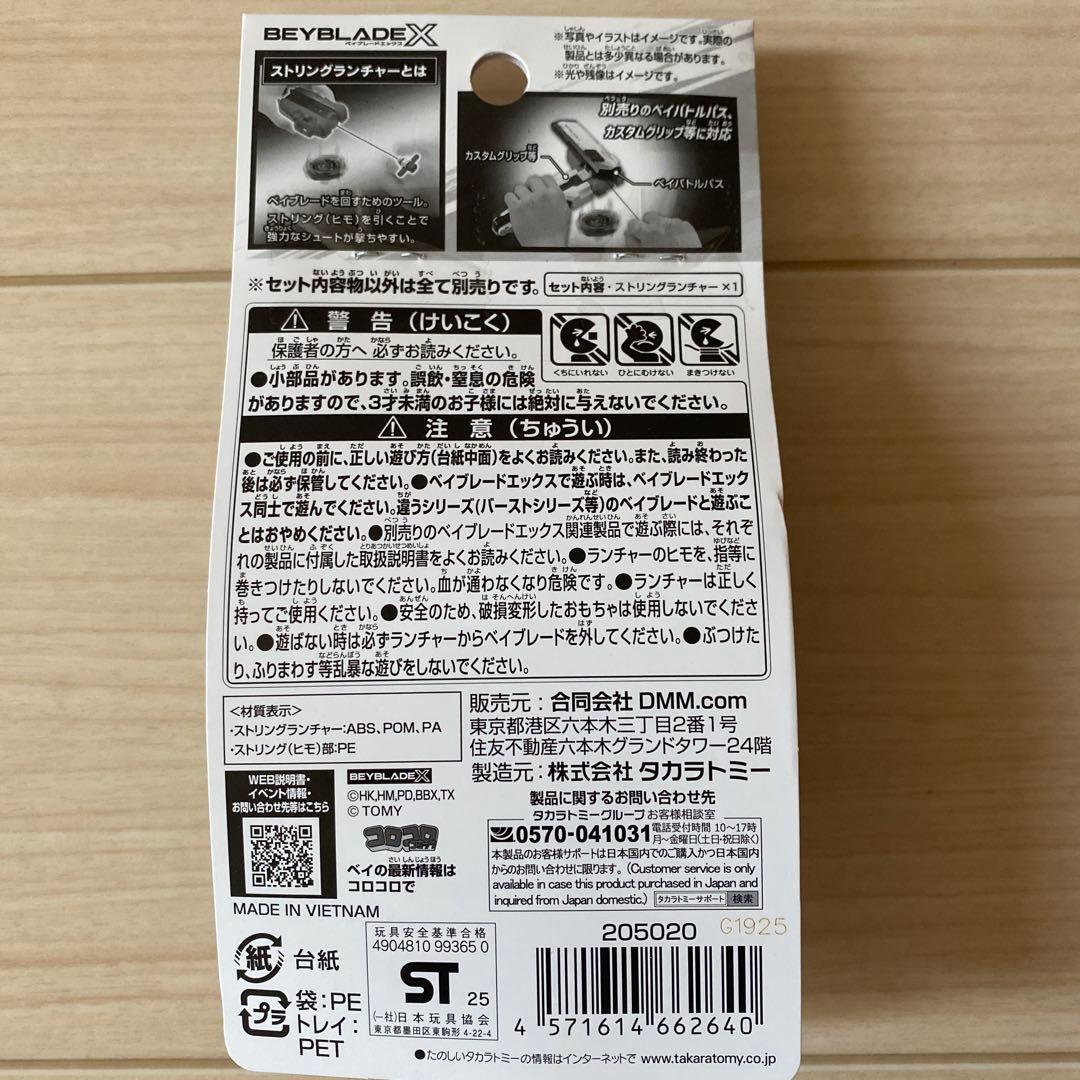 BEYBLADE X
ベイブレードエックス
※写真やイラストはイメージです。実際の
製品とは多少異なる場合があります。
※光や残像はイメージです。
ストリングランチャーとは
ベイブレードを回すためのツール。
ストリング(ヒモ)を引くことで
強力なシュートが撃ちやすい。
別売りのベイバトルパス、
カスタムグリップ等に対応
カスタムグリップ等
ベイバトルパス
※セット内容物以外は全て別売りです。
セット内容・ストリングランチャー×1
⚠ 警告(けいこく)
保護者の方へ 必ずお読みください。
●小部品があります。誤飲・窒息の危険
がありますので、3才未満のお子様には絶対に与えないでください。
くちにいれない ひとにむけない まきつけない
⚠ 注意(ちゅうい)
●ご使用の前に、正しい遊び方(台紙中面)をよくお読みください。また、読み終わった
後は必ず保管してください。●ベイブレードエックスで遊ぶ時は、ベイブレードエック
ス同士で遊んでください。違うシリーズ(バーストシリーズ等)のベイブレードと遊ぶこ
とはおやめください。●別売りのベイブレードエックス関連製品で遊ぶ際には、それぞ
れの製品に付属した取扱説明書をよくお読みください。●ランチャーのヒモを、指等に
巻きつけたりしないでください。血が通わなくなり危険です。●ランチャーは正しく
持ってご使用ください。●安全のため、破損変形したおもちゃは使用しないでくださ
い。●遊ばない時は必ずランチャーからベイブレードを外してください。●ぶつけた
り、ふりまわす等乱暴な遊びをしないでください。
<材質表示>
・ストリングランチャー:ABS、POM、PA
・ストリング(ヒモ)部:PE
販売元:合同会社 DMM.com
東京都港区六本木三丁目2番1号
住友不動産六本木グランドタワー24階
製造元:株式会社 タカラトミー
WEB説明書・
イベント情報・
お問い合わせ先等はこちら
BEYBLADE X
©HK,HM,PD,BBX,TX
© TOMY
コロコロ
ベイの最新情報は
コロコロで
製品に関するお問い合わせ先
タカラトミーグループお客様相談室
0570-041031 電話受付時間 10～17時
月～金曜日(土日・祝日除く)
本製品のお客様サポートは日本国内でのご購入かつ日本国内
からのお問い合わせに限ります。(Customer service is only
available in case this product purchased in Japan and
inquired from Japan domestic.) タカラトミーサポート 検索
MADE IN VIETNAM
紙 台紙
プラ 袋:PE
トレイ:
PET
玩具安全基準合格
4904810 99365 0
ST 25
(一社)日本玩具協会
東京都墨田区東駒形 4-22-4
205020 G1925
4 571614 662640
●たのしいタカラトミーの情報はインターネットで www.takaratomy.co.jp